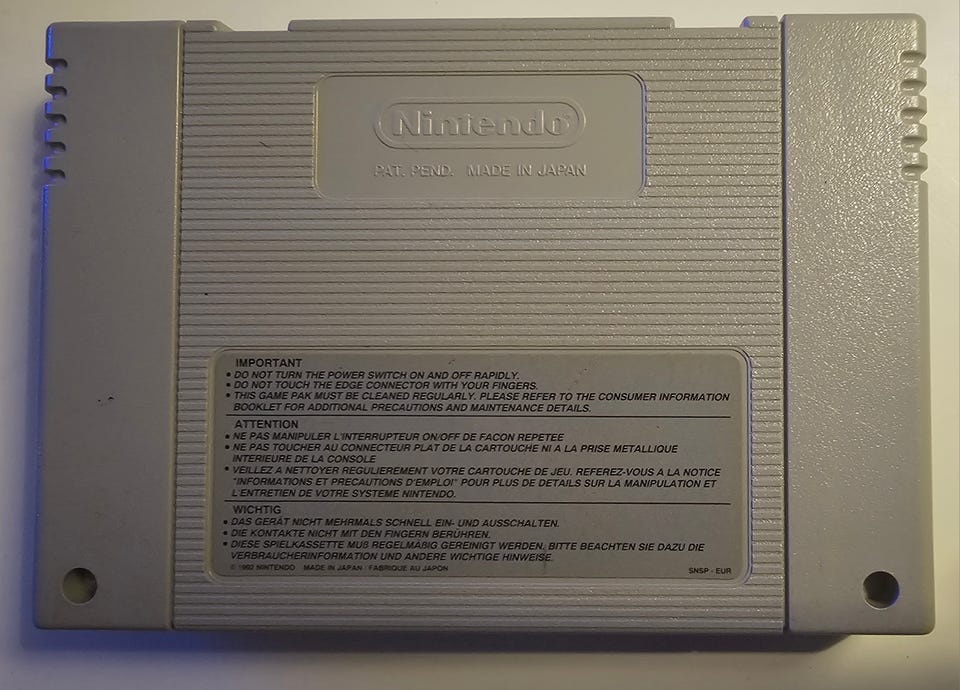 Nintendo®
PAT. PEND. MADE IN JAPAN
IMPORTANT
• DO NOT TURN THE POWER SWITCH ON AND OFF RAPIDLY.
• DO NOT TOUCH THE EDGE CONNECTOR WITH YOUR FINGERS.
• THIS GAME PAK MUST BE CLEANED REGULARLY. PLEASE REFER TO THE CONSUMER INFORMATION
BOOKLET FOR ADDITIONAL PRECAUTIONS AND MAINTENANCE DETAILS.
ATTENTION
• NE PAS MANIPULER L'INTERRUPTEUR ON/OFF DE FACON REPETEE
• NE PAS TOUCHER AU CONNECTEUR PLAT DE LA CARTOUCHE NI A LA PRISE METALLIQUE
INTERIEURE DE LA CONSOLE
• VEILLEZ A NETTOYER REGULIEREMENT VOTRE CARTOUCHE DE JEU. REFEREZ-VOUS A LA NOTICE
"INFORMATIONS ET PRECAUTIONS D'EMPLOI" POUR PLUS DE DETAILS SUR LA MANIPULATION ET
L'ENTRETIEN DE VOTRE SYSTEME NINTENDO.
WICHTIG
• DAS GERÄT NICHT MEHRMALS SCHNELL EIN- UND AUSSCHALTEN.
• DIE KONTAKTE NICHT MIT DEN FINGERN BERÜHREN.
• DIESE SPIELKASSETTE MUß REGELMÄßIG GEREINIGT WERDEN. BITTE BEACHTEN SIE DAZU DIE
VERBRAUCHERINFORMATION UND ANDERE WICHTIGE HINWEISE.
© 1992 NINTENDO MADE IN JAPAN / FABRIQUE AU JAPON SNSP - EUR